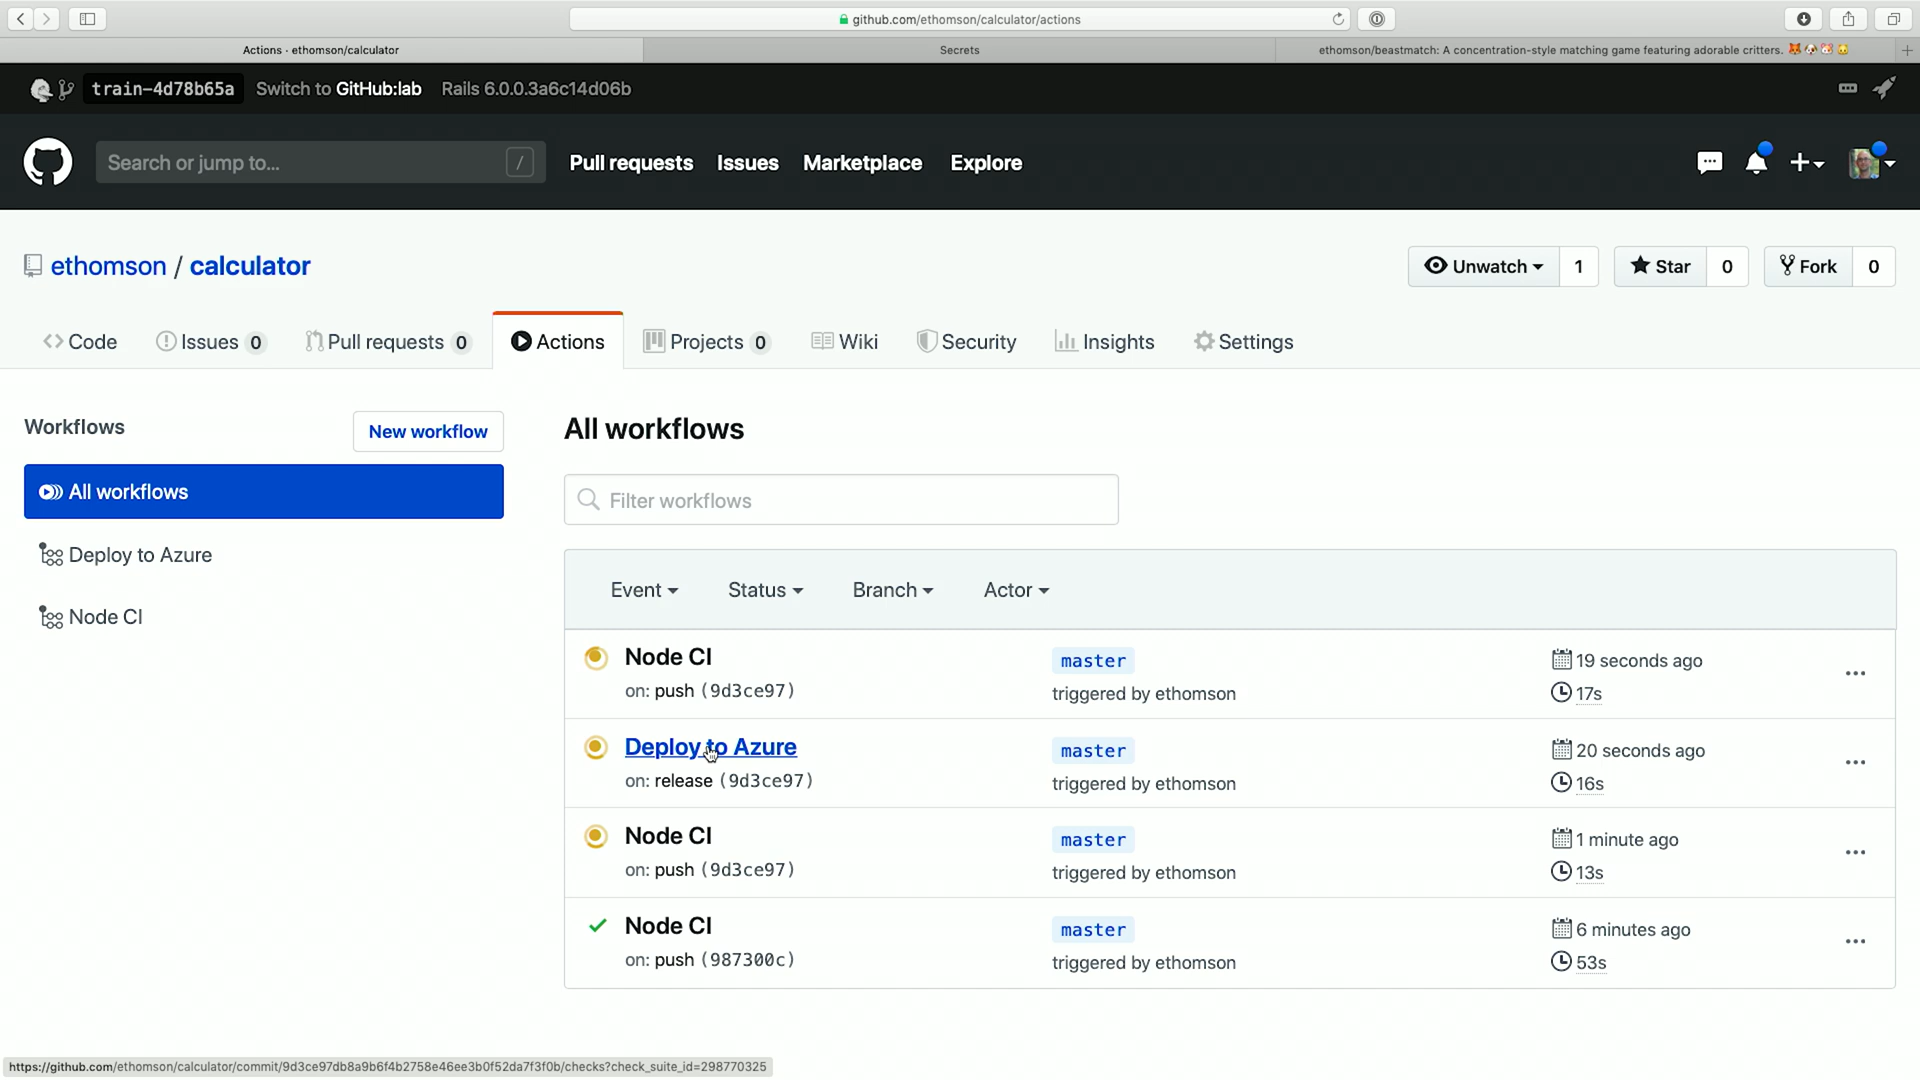 github.com/ethomson/calculator/actions
Actions · ethomson/calculator
Secrets
ethomson/beastmatch: A concentration-style matching game featuring adorable critters. 🦊🐶🐹🐱
train-4d78b65a
Switch to GitHub:lab
Rails 6.0.0.3a6c14d06b
Search or jump to...
/
Pull requests
Issues
Marketplace
Explore
ethomson / calculator
Unwatch 1
Star 0
Fork 0
Code
Issues 0
Pull requests 0
Actions
Projects 0
Wiki
Security
Insights
Settings
Workflows
New workflow
All workflows
Deploy to Azure
Node CI
All workflows
Filter workflows
Event
Status
Branch
Actor
Node CI
on: push (9d3ce97)
master
triggered by ethomson
19 seconds ago
17s
Deploy to Azure
on: release (9d3ce97)
master
triggered by ethomson
20 seconds ago
16s
Node CI
on: push (9d3ce97)
master
triggered by ethomson
1 minute ago
13s
Node CI
on: push (987300c)
master
triggered by ethomson
6 minutes ago
53s
https://github.com/ethomson/calculator/commit/9d3ce97db8a9b6f4b2758e46ee3b0f52da7f3f0b/checks?check_suite_id=298770325